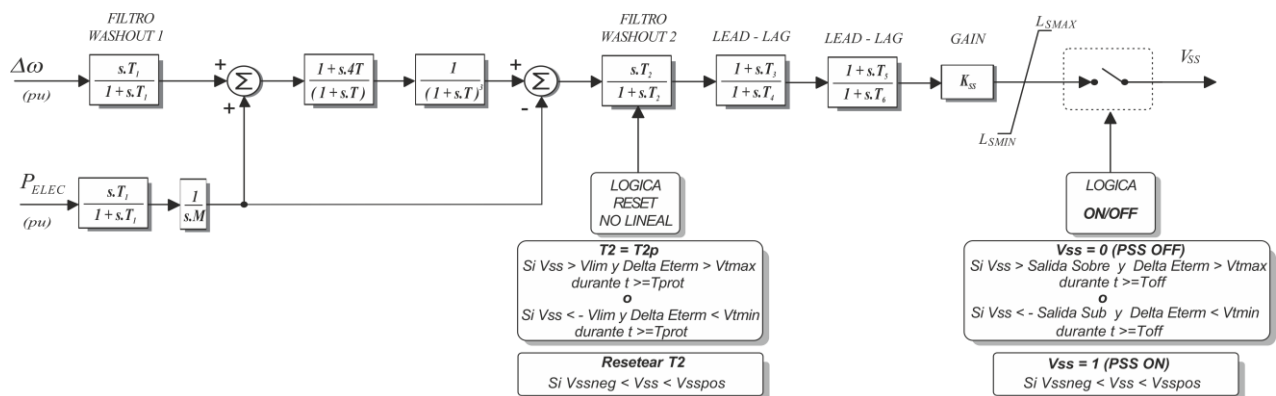 FILTRO
WASHOUT 1
FILTRO
WASHOUT 2
LEAD - LAG
LEAD - LAG
GAIN
L_SMAX
Δω
(pu)
s.T₁
1 + s.T₁
+
Σ
+
1 + s.4T
(1 + s.T)
1
(1 + s.T)³
+
Σ
-
s.T₂
1 + s.T₂
1 + s.T₃
1 + s.T₄
1 + s.T₅
1 + s.T₆
K_SS
L_SMIN
V_SS
P_ELEC
(pu)
s.T₁
1 + s.T₁
1
s.M
LOGICA
RESET
NO LINEAL
T2 = T2p
Si Vss > Vlim y Delta Eterm > Vtmax
durante t >=Tprot
o
Si Vss < - Vlim y Delta Eterm < Vtmin
durante t >=Tprot
Resetear T2
Si Vssneg < Vss < Vsspos
LOGICA
ON/OFF
Vss = 0 (PSS OFF)
Si Vss > Salida Sobre y Delta Eterm > Vtmax
durante t >=Toff
o
Si Vss < - Salida Sub y Delta Eterm < Vtmin
durante t >=Toff
Vss = 1 (PSS ON)
Si Vssneg < Vss < Vsspos